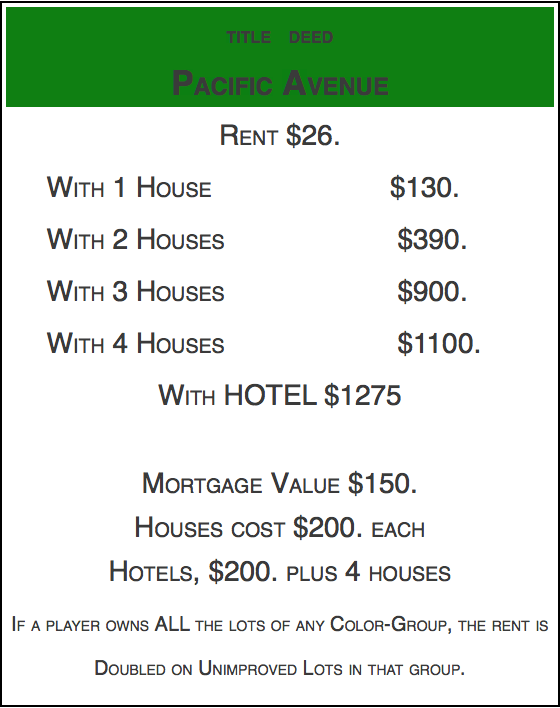 TITLE DEED
PACIFIC AVENUE
RENT $26.
WITH 1 HOUSE $130.
WITH 2 HOUSES $390.
WITH 3 HOUSES $900.
WITH 4 HOUSES $1100.
WITH HOTEL $1275
MORTGAGE VALUE $150.
HOUSES COST $200. EACH
HOTELS, $200. PLUS 4 HOUSES
IF A PLAYER OWNS ALL THE LOTS OF ANY COLOR-GROUP, THE RENT IS
DOUBLED ON UNIMPROVED LOTS IN THAT GROUP.